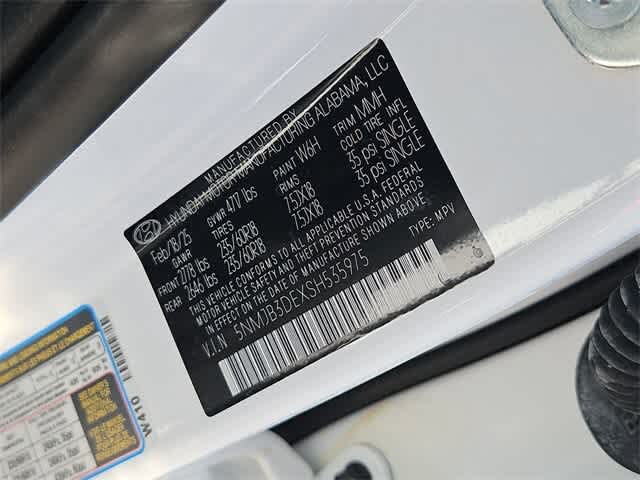 MANUFACTURED BY
HYUNDAI MOTOR MANUFACTURING ALABAMA, LLC
Feb/18/25 GVWR 4771 lbs PAINT W6H TRIM MMH
GAWR TIRES RIMS COLD TIRE INFL
FRONT 2778 lbs 235/60R18 7.5JX18 35 psi SINGLE
REAR 2646 lbs 235/60R18 7.5JX18 35 psi SINGLE
THIS VEHICLE CONFORMS TO ALL APPLICABLE U.S.A. FEDERAL
MOTOR VEHICLE SAFETY AND THEFT PREVENTION STANDARDS
IN EFFECT ON THE DATE OF MANUFACTURE SHOWN ABOVE.
V.I.N 5NMJB3DEXSH535975 TYPE: MPV
W410